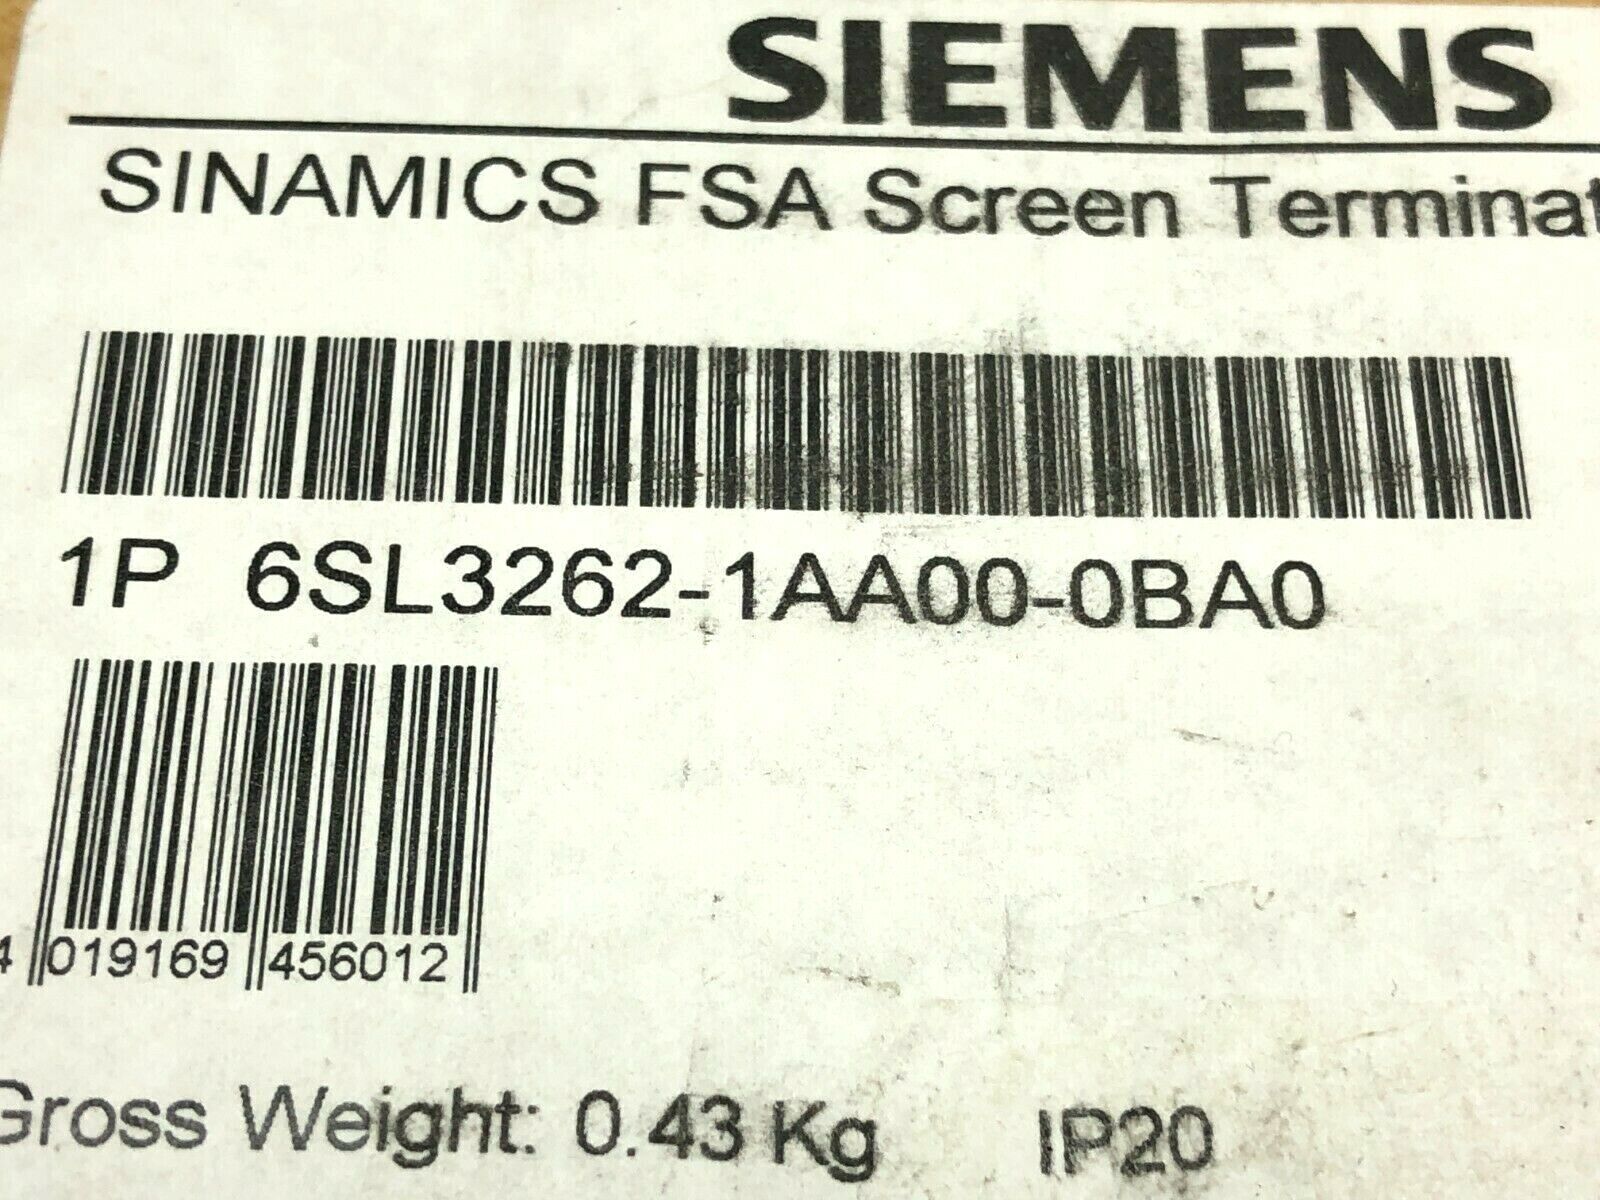 SIEMENS
SINAMICS FSA Screen Terminat
1P 6SL3262-1AA00-0BA0
4 019169 456012
Gross Weight: 0.43 Kg IP20